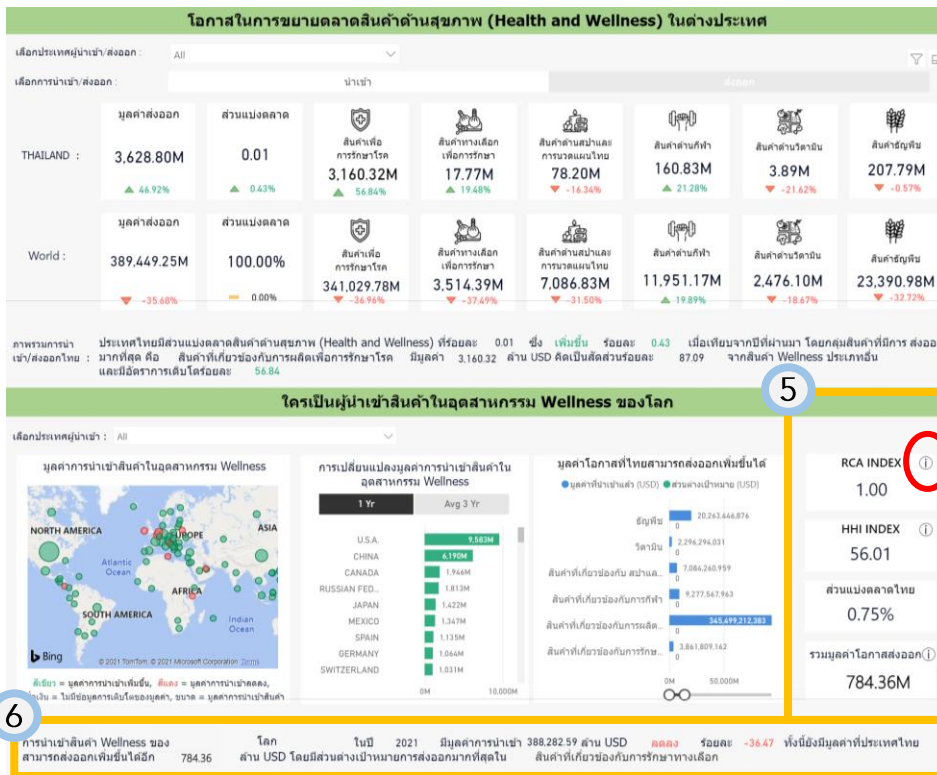 โอกาสในการขยายตลาดสินค้าด้านสุขภาพ (Health and Wellness) ในต่างประเทศ
เลือกประเทศผู้นำเข้า/ส่งออก : All
เลือกการนำเข้า/ส่งออก : นำเข้า ส่งออก
THAILAND :
มูลค่าส่งออก
3,628.80M
46.92%
ส่วนแบ่งตลาด
0.01
0.43%
สินค้าเพื่อ
การรักษาโรค
3,160.32M
56.84%
สินค้าทางเลือก
เพื่อการรักษา
17.77M
19.48%
สินค้าด้านสปาและ
การนวดแผนไทย
78.20M
-16.34%
สินค้าด้านกีฬา
160.83M
21.28%
สินค้าด้านวิตามิน
3.89M
-21.62%
สินค้าธัญพืช
207.79M
-0.57%
World :
มูลค่าส่งออก
389,449.25M
-35.68%
ส่วนแบ่งตลาด
100.00%
0.00%
สินค้าเพื่อ
การรักษาโรค
341,029.78M
-36.96%
สินค้าทางเลือก
เพื่อการรักษา
3,514.39M
-37.49%
สินค้าด้านสปาและ
การนวดแผนไทย
7,086.83M
-31.50%
สินค้าด้านกีฬา
11,951.17M
19.89%
สินค้าด้านวิตามิน
2,476.10M
-18.67%
สินค้าธัญพืช
23,390.98M
-32.72%
ภาพรวมการนำ
เข้า/ส่งออกไทย :
ประเทศไทยมีส่วนแบ่งตลาดสินค้าด้านสุขภาพ (Health and Wellness) ที่ร้อยละ 0.01 ซึ่ง เพิ่มขึ้น ร้อยละ 0.43 เมื่อเทียบจากปีที่ผ่านมา โดยกลุ่มสินค้าที่มีการ ส่งออ
มากที่สุด คือ สินค้าที่เกี่ยวข้องกับการผลิตเพื่อการรักษาโรค มีมูลค่า 3,160.32 ล้าน USD คิดเป็นสัดส่วนร้อยละ 87.09 จากสินค้า Wellness ประเภทอื่น
และมีอัตราการเติบโตร้อยละ 56.84
5
ใครเป็นผู้นำเข้าสินค้าในอุตสาหกรรม Wellness ของโลก
เลือกประเทศผู้นำเข้า : All
มูลค่าการนำเข้าสินค้าในอุตสาหกรรม Wellness
NORTH AMERICA
EUROPE
ASIA
Atlantic
Ocean
AFRICA
SOUTH AMERICA
Indian
Ocean
Bing
© 2021 TomTom, © 2021 Microsoft Corporation Terms
สีเขียว = มูลค่าการนำเข้าเพิ่มขึ้น, สีแดง = มูลค่าการนำเข้าลดลง,
เงิน = ไม่มีข้อมูลการเติบโตของมูลค่า, ขนาด = มูลค่าการนำเข้าสินค้า
การเปลี่ยนแปลงมูลค่าการนำเข้าสินค้าใน
อุตสาหกรรม Wellness
1 Yr Avg 3 Yr
U.S.A. 9,583M
CHINA 6,190M
CANADA 1,946M
RUSSIAN FED... 1,813M
JAPAN 1,422M
MEXICO 1,347M
SPAIN 1,135M
GERMANY 1,064M
SWITZERLAND 1,031M
0M 10,000M
มูลค่าโอกาสที่ไทยสามารถส่งออกเพิ่มขึ้นได้
มูลค่าที่นำเข้าแล้ว (USD) ส่วนต่างเป้าหมาย (USD)
ธัญพืช 20,263,446,876
0
วิตามิน 2,296,294,031
0
สินค้าที่เกี่ยวข้องกับ สปาแล... 7,084,260,959
0
สินค้าที่เกี่ยวข้องกับการกีฬา 9,277,567,963
0
สินค้าที่เกี่ยวข้องกับการผลิต... 345,499,212,383
0
สินค้าที่เกี่ยวข้องกับการรักษ... 3,861,809,162
0
0M 50,000M
RCA INDEX
1.00
HHI INDEX
56.01
ส่วนแบ่งตลาดไทย
0.75%
รวมมูลค่าโอกาสส่งออก
784.36M
6
การนำเข้าสินค้า Wellness ของ โลก ในปี 2021 มีมูลค่าการนำเข้า 388,282.59 ล้าน USD ลดลง ร้อยละ -36.47 ทั้งนี้ยังมีมูลค่าที่ประเทศไทย
สามารถส่งออกเพิ่มขึ้นได้อีก 784.36 ล้าน USD โดยมีส่วนต่างเป้าหมายการส่งออกมากที่สุดใน สินค้าที่เกี่ยวข้องกับการรักษาทางเลือก